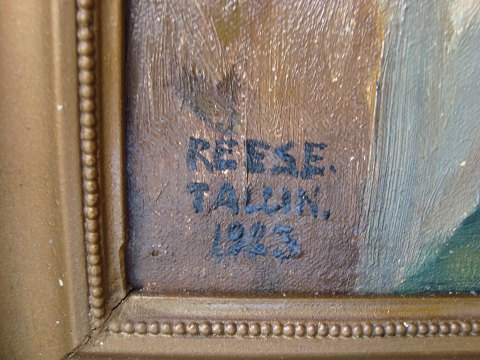 REESE.
TALLIN.
1923